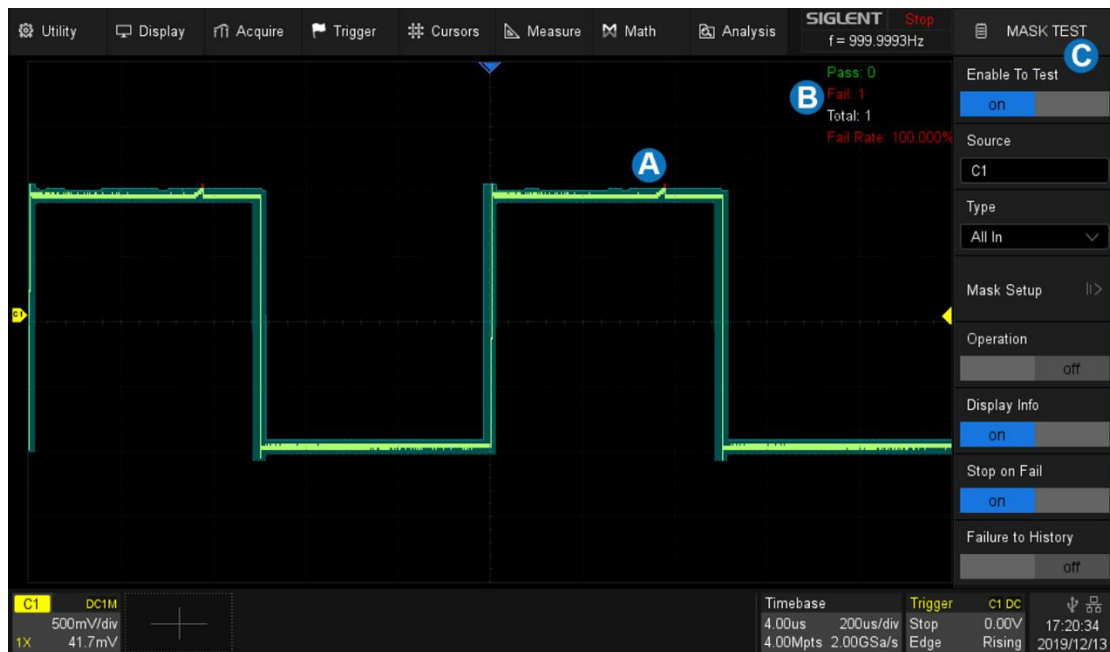 Utility Display Acquire Trigger Cursors Measure Math Analysis
SIGLENT Stop
f = 999.9993Hz
MASK TEST
C
Pass: 0
Fail: 1
B
Total: 1
Fail Rate: 100.000%
A
C1
Enable To Test
on
Source
C1
Type
All In
Mask Setup
Operation
off
Display Info
on
Stop on Fail
on
Failure to History
off
C1 DC1M
500mV/div
1X 41.7mV
Timebase
4.00us 200us/div
4.00Mpts 2.00GSa/s
Trigger C1 DC
Stop 0.00V
Edge Rising
17:20:34
2019/12/13